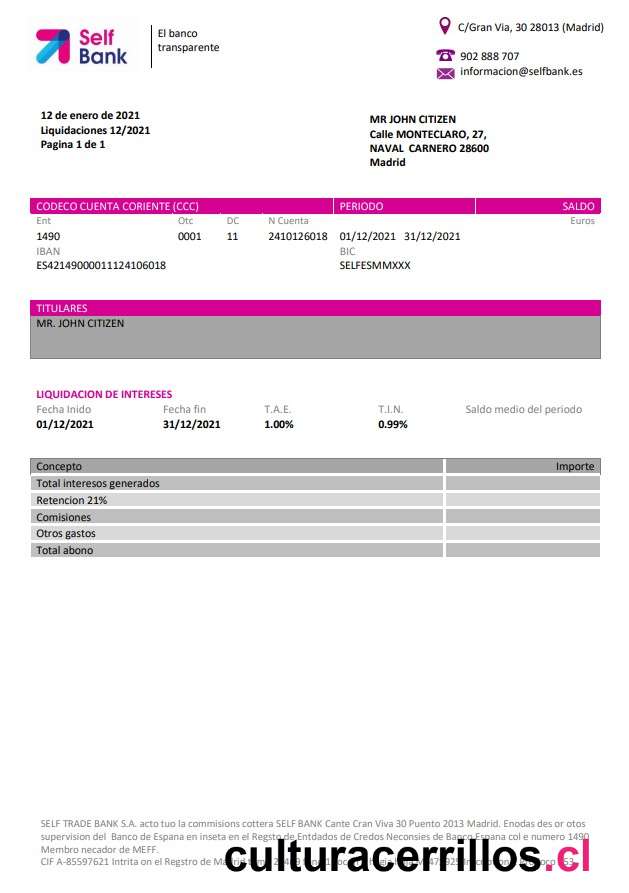 Self
Bank
El banco
transparente
C/Gran Via, 30 28013 (Madrid)
902 888 707
informacion@selfbank.es
12 de enero de 2021
Liquidaciones 12/2021
Pagina 1 de 1
MR JOHN CITIZEN
Calle MONTECLARO, 27,
NAVAL CARNERO 28600
Madrid
CODECO CUENTA CORIENTE (CCC) PERIODO SALDO
Ent Otc DC N Cuenta Euros
1490 0001 11 2410126018 01/12/2021 31/12/2021
IBAN BIC
ES42149000011124106018 SELFESMMXXX
TITULARES
MR. JOHN CITIZEN
LIQUIDACION DE INTERESES
Fecha Inido Fecha fin T.A.E. T.I.N. Saldo medio del periodo
01/12/2021 31/12/2021 1.00% 0.99%
Concepto Importe
Total interesos generados
Retencion 21%
Comisiones
Otros gastos
Total abono
SELF TRADE BANK S.A. acto tuo la commisions cottera SELF BANK Cante Cran Viva 30 Puento 2013 Madrid. Enodas des or otos
supervision del Banco de Espana en inseta en el Regsto de Entdados de Credos Neconsies de Banco Espana col e numero 1490
Membro necador de MEFF.
CIF A-85597621 Intrita on el Registro de
culturacerrillos.cl